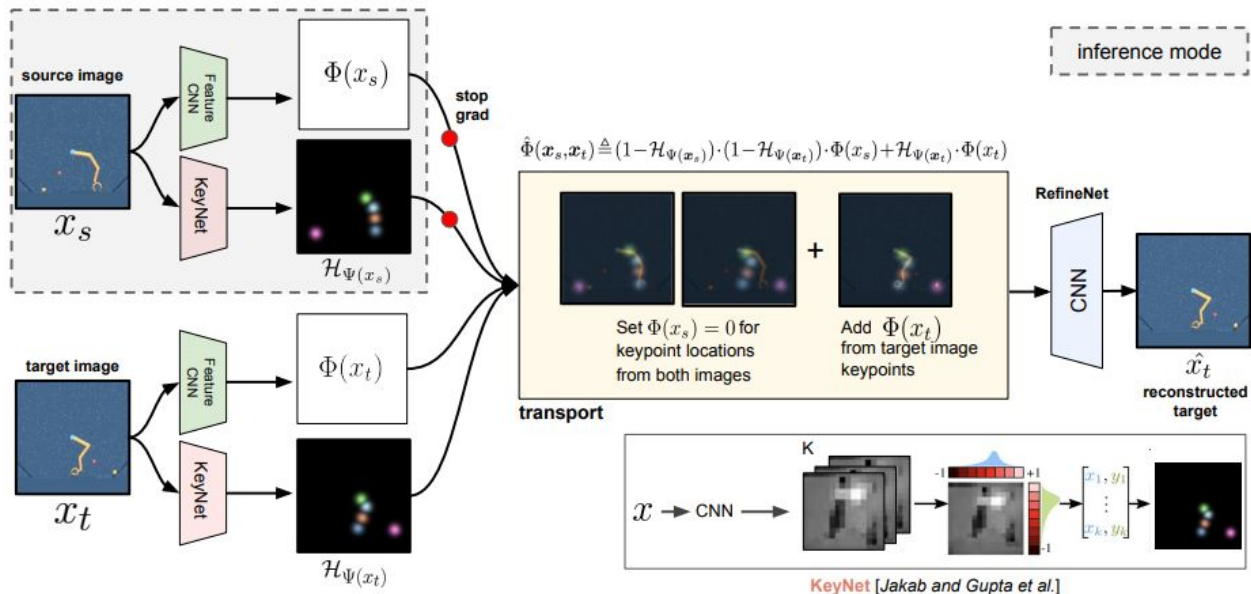 inference mode
source image
Feature
CNN
Φ(x_s)
stop
grad
KeyNet
x_s
ℋ_Ψ(x_s)
Φ̂(x_s,x_t)≜(1−ℋ_Ψ(x_s))·(1−ℋ_Ψ(x_t))·Φ(x_s)+ℋ_Ψ(x_t)·Φ(x_t)
+
Set Φ(x_s) = 0 for
keypoint locations
from both images
Add Φ(x_t)
from target image
keypoints
transport
RefineNet
CNN
x̂_t
reconstructed
target
target image
Feature
CNN
Φ(x_t)
KeyNet
x_t
ℋ_Ψ(x_t)
x
CNN
K
-1
+1
-1
x_1, y_1
⋮
x_k, y_k
KeyNet [Jakab and Gupta et al.]